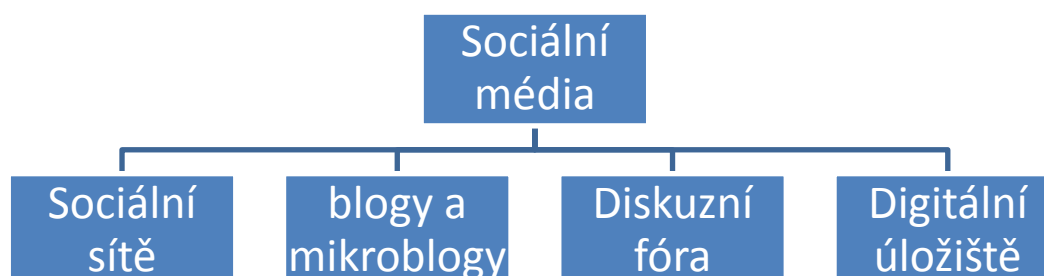 Sociální
média
Sociální
sítě
blogy a
mikroblogy
Diskuzní
fóra
Digitální
úložiště